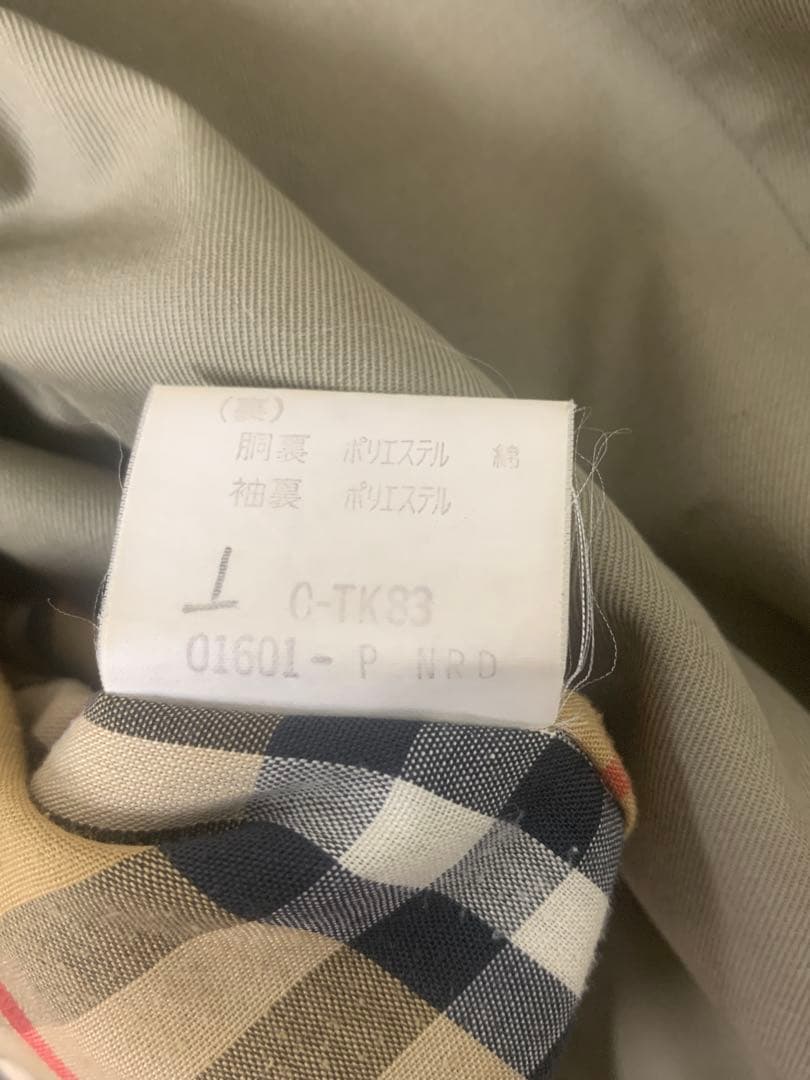 (裏)
胴裏 ポリエステル 綿
袖裏 ポリエステル
T C-TK83
01601-P NRD